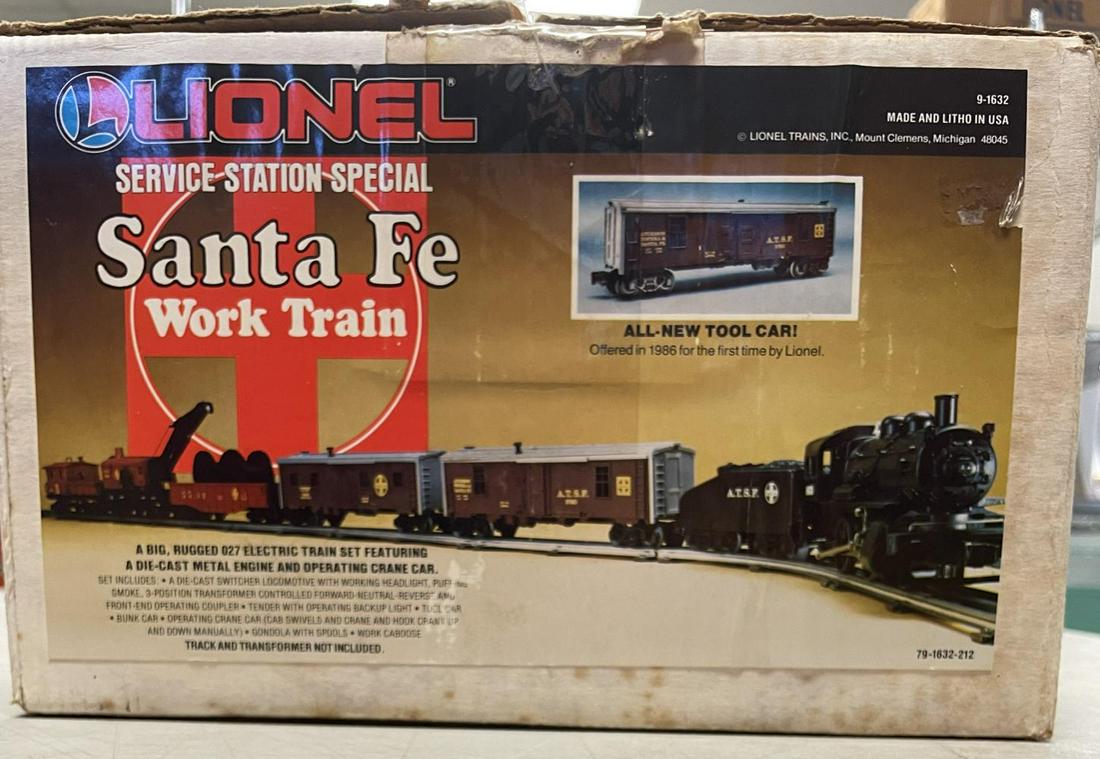 LIONEL®
9-1632
MADE AND LITHO IN USA
© LIONEL TRAINS, INC., Mount Clemens, Michigan 48045
SERVICE STATION SPECIAL
Santa Fe
Work Train
A.T.S.F.
ALL-NEW TOOL CAR!
Offered in 1986 for the first time by Lionel.
A.T.S.F.
A.T.S.F.
A BIG, RUGGED 027 ELECTRIC TRAIN SET FEATURING
A DIE-CAST METAL ENGINE AND OPERATING CRANE CAR.
SET INCLUDES: • A DIE-CAST SWITCHER LOCOMOTIVE WITH WORKING HEADLIGHT, PUFFING
SMOKE, 3-POSITION TRANSFORMER CONTROLLED FORWARD-NEUTRAL-REVERSE AND
FRONT-END OPERATING COUPLER • TENDER WITH OPERATING BACKUP LIGHT • TOOL CAR
• BUNK CAR • OPERATING CRANE CAR (CAB SWIVELS AND CRANE AND HOOK CRANK UP
AND DOWN MANUALLY) • GONDOLA WITH SPOOLS • WORK CABOOSE
TRACK AND TRANSFORMER NOT INCLUDED.
79-1632-212